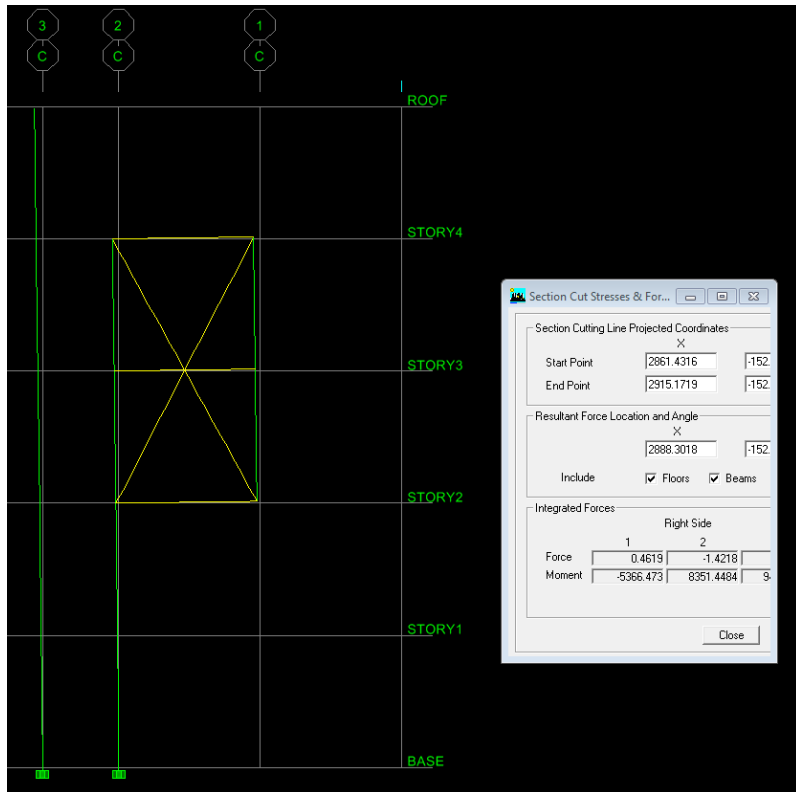 3 2 1
C C C
ROOF
STORY4
STORY3
STORY2
STORY1
BASE
Section Cut Stresses & For...
Section Cutting Line Projected Coordinates
X
Start Point 2861.4316 -152.
End Point 2915.1719 -152.
Resultant Force Location and Angle
X
2888.3018 -152.
Include Floors Beams
Integrated Forces
Right Side
1 2
Force 0.4619 -1.4218
Moment -5366.473 8351.4484 94
Close